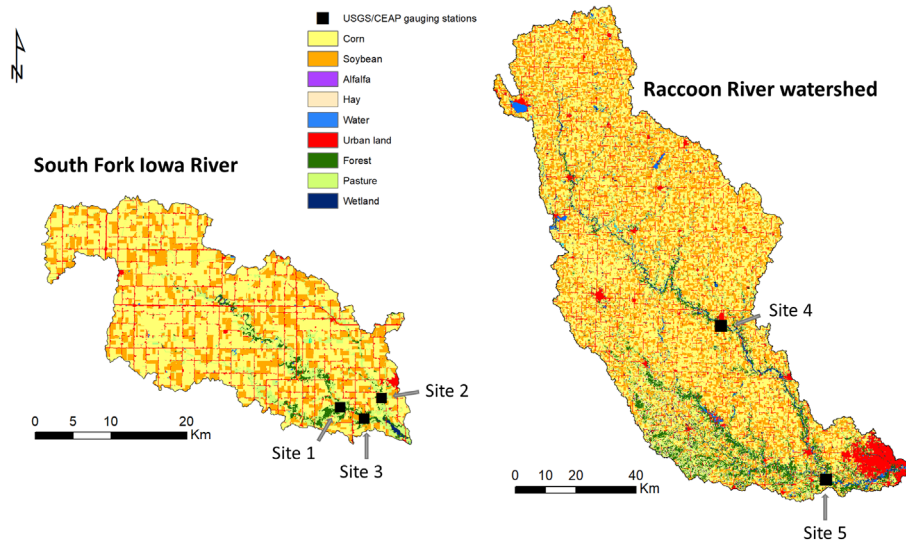 N
USGS/CEAP gauging stations
Corn
Soybean
Alfalfa
Hay
Water
Urban land
Forest
Pasture
Wetland
South Fork Iowa River
Raccoon River watershed
Site 1
Site 2
Site 3
Site 4
Site 5
0 10 20
Km
0 20 40
Km